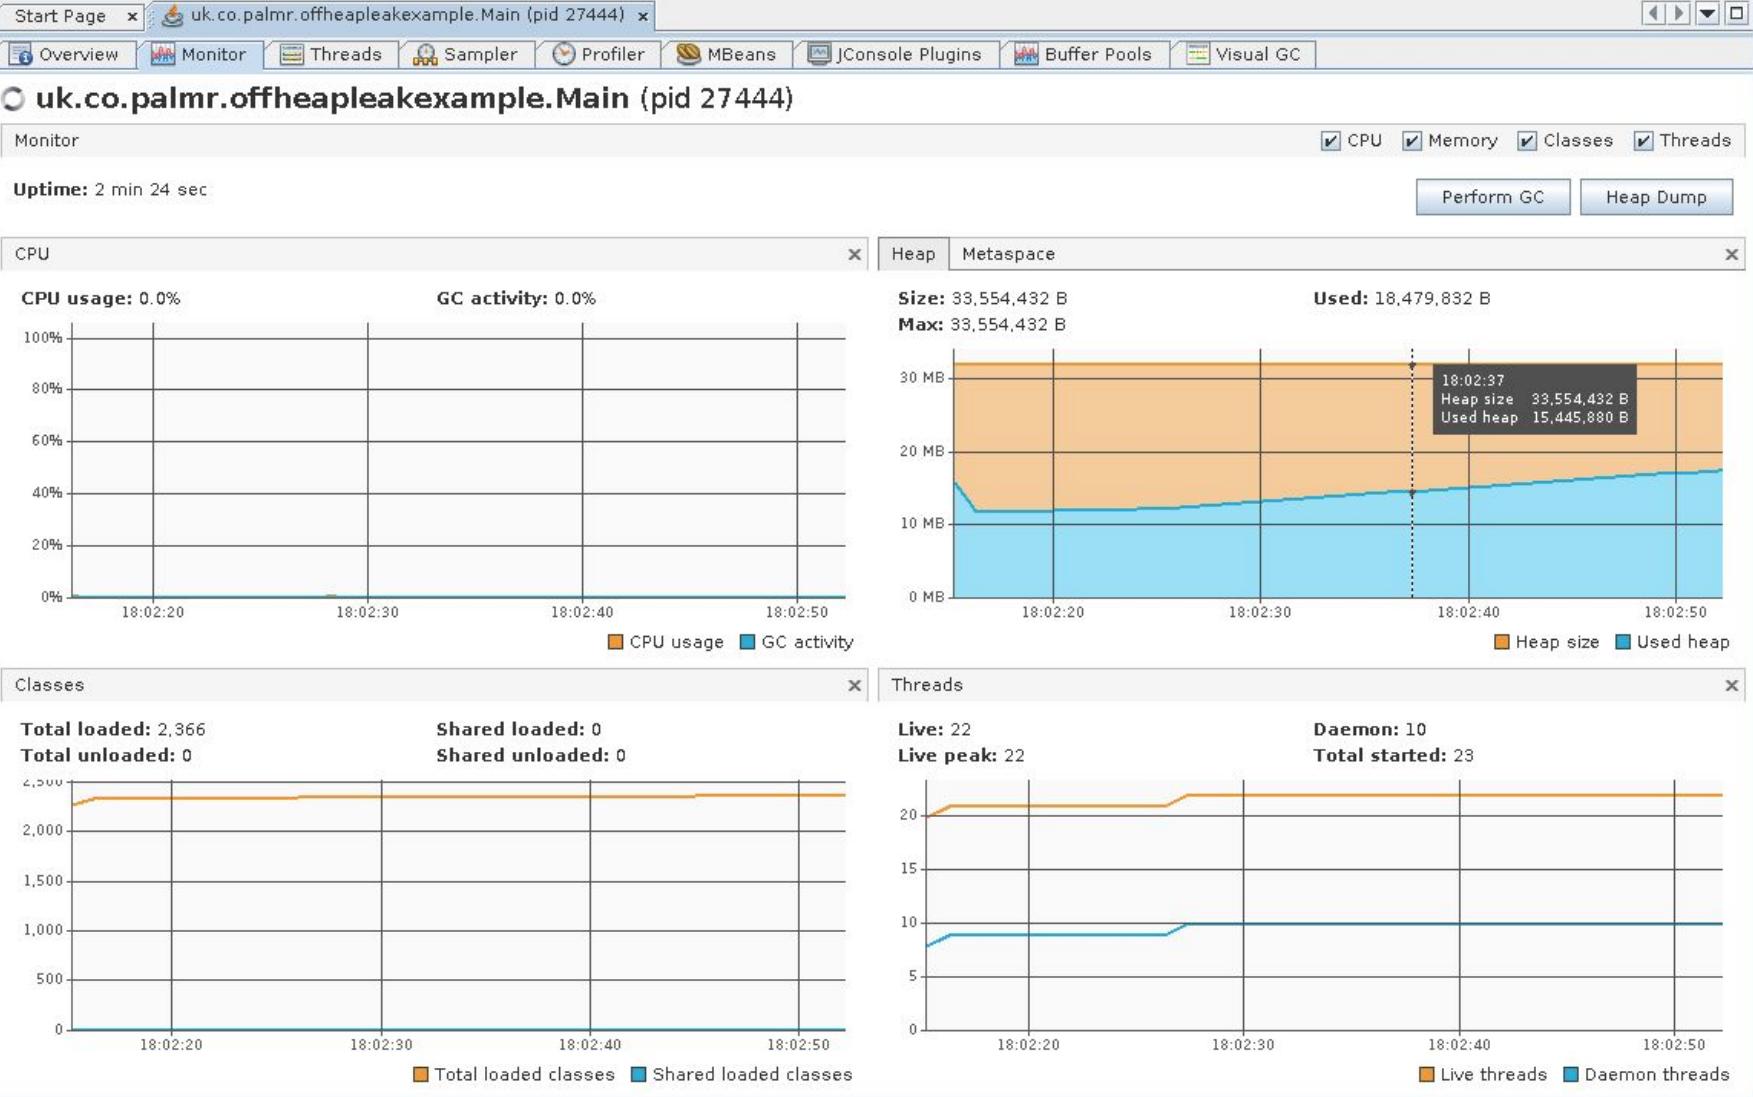 Start Page x uk.co.palmr.offheapleakexample.Main (pid 27444) x
Overview Monitor Threads Sampler Profiler MBeans JConsole Plugins Buffer Pools Visual GC
uk.co.palmr.offheapleakexample.Main (pid 27444)
Monitor CPU Memory Classes Threads
Uptime: 2 min 24 sec
Perform GC Heap Dump
CPU
CPU usage: 0.0% GC activity: 0.0%
100%
80%
60%
40%
20%
0%
18:02:20 18:02:30 18:02:40 18:02:50
CPU usage GC activity
Heap Metaspace
Size: 33,554,432 B Used: 18,479,832 B
Max: 33,554,432 B
30 MB
18:02:37
Heap size 33,554,432 B
Used heap 15,445,880 B
20 MB
10 MB
0 MB
18:02:20 18:02:30 18:02:40 18:02:50
Heap size Used heap
Classes
Total loaded: 2,366 Shared loaded: 0
Total unloaded: 0 Shared unloaded: 0
2,500
2,000
1,500
1,000
500
0
18:02:20 18:02:30 18:02:40 18:02:50
Total loaded classes Shared loaded classes
Threads
Live: 22 Daemon: 10
Live peak: 22 Total started: 23
20
15
10
5
0
18:02:20 18:02:30 18:02:40 18:02:50
Live threads Daemon threads